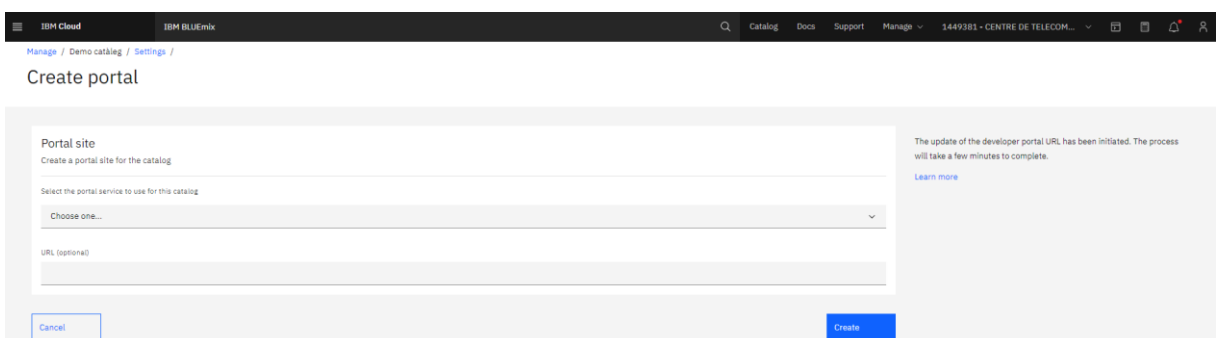 IBM Cloud IBM BLUEmix Catalog Docs Support Manage 1449381 - CENTRE DE TELECOM...
Manage / Demo catàleg / Settings /
Create portal
Portal site
Create a portal site for the catalog
Select the portal service to use for this catalog
Choose one...
URL (optional)
Cancel
Create
The update of the developer portal URL has been initiated. The process
will take a few minutes to complete.
Learn more